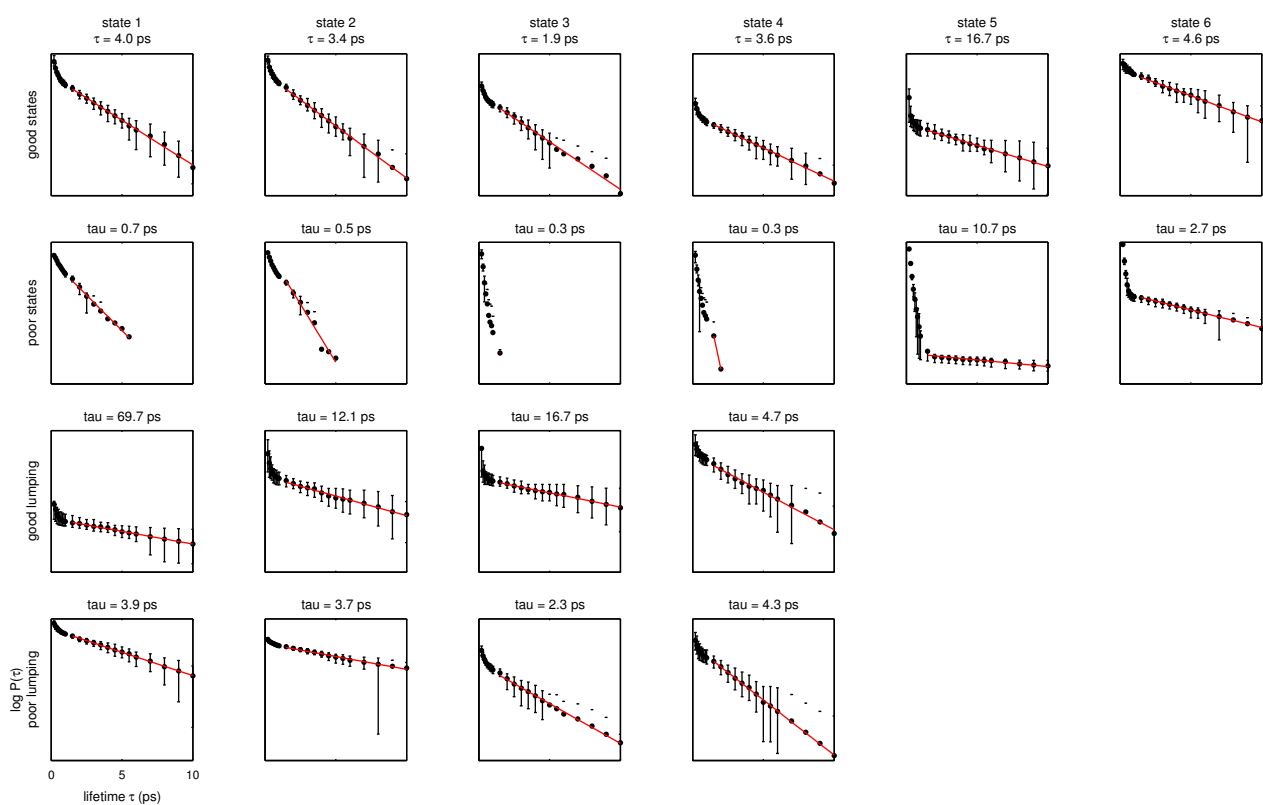 state 1
τ = 4.0 ps
state 2
τ = 3.4 ps
state 3
τ = 1.9 ps
state 4
τ = 3.6 ps
state 5
τ = 16.7 ps
state 6
τ = 4.6 ps
good states
tau = 0.7 ps
tau = 0.5 ps
tau = 0.3 ps
tau = 0.3 ps
tau = 10.7 ps
tau = 2.7 ps
poor states
tau = 69.7 ps
tau = 12.1 ps
tau = 16.7 ps
tau = 4.7 ps
good lumping
tau = 3.9 ps
tau = 3.7 ps
tau = 2.3 ps
tau = 4.3 ps
log P(τ)
poor lumping
0 5 10
lifetime τ (ps)